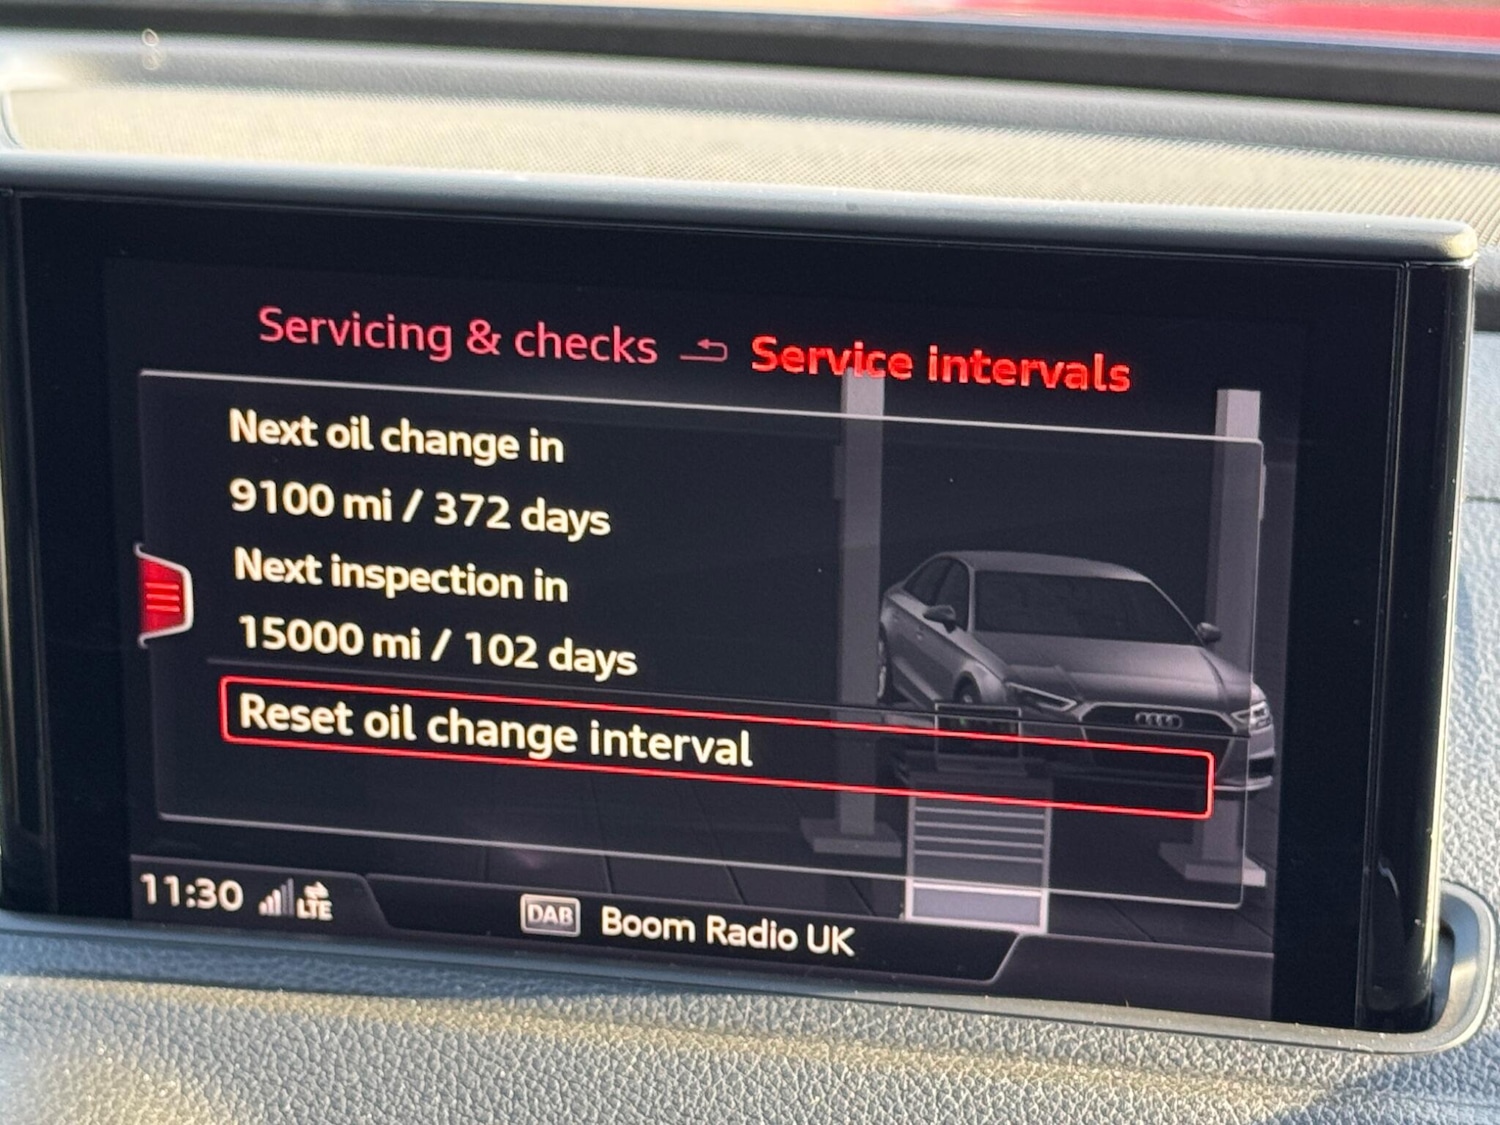 Servicing & checks Service intervals
Next oil change in
9100 mi / 372 days
Next inspection in
15000 mi / 102 days
Reset oil change interval
11:30 LTE DAB Boom Radio UK